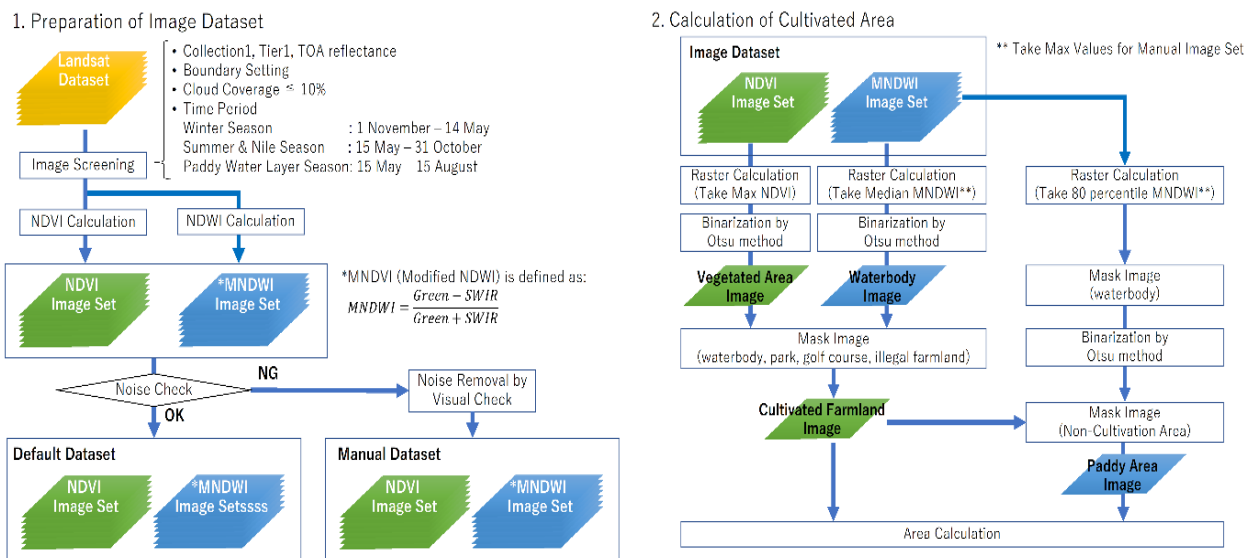 1. Preparation of Image Dataset
Landsat
Dataset
• Collection1, Tier1, TOA reflectance
• Boundary Setting
• Cloud Coverage ≤ 10%
• Time Period
Winter Season : 1 November – 14 May
Summer & Nile Season : 15 May – 31 October
Paddy Water Layer Season: 15 May 15 August
Image Screening
NDVI Calculation
NDWI Calculation
NDVI
Image Set
*MNDWI
Image Set
*MNDVI (Modified NDWI) is defined as:
MNDWI = (Green − SWIR) / (Green + SWIR)
Noise Check
NG
OK
Noise Removal by
Visual Check
Default Dataset
NDVI
Image Set
*MNDWI
Image Setssss
Manual Dataset
NDVI
Image Set
*MNDWI
Image Set
2. Calculation of Cultivated Area
Image Dataset
** Take Max Values for Manual Image Set
NDVI
Image Set
MNDWI
Image Set
Raster Calculation
(Take Max NDVI)
Raster Calculation
(Take Median MNDWI**)
Raster Calculation
(Take 80 percentile MNDWI**)
Binarization by
Otsu method
Binarization by
Otsu method
Vegetated Area
Image
Waterbody
Image
Mask Image
(waterbody)
Mask Image
(waterbody, park, golf course, illegal farmland)
Binarization by
Otsu method
Cultivated Farmland
Image
Mask Image
(Non-Cultivation Area)
Paddy Area
Image
Area Calculation